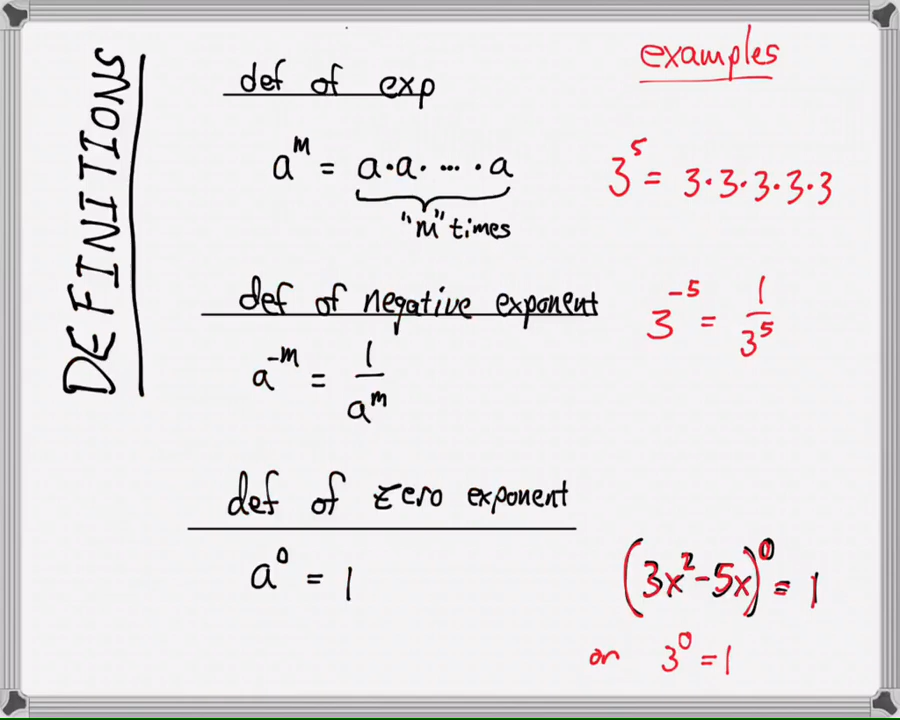 DEFINITIONS
def of exp
a^m = a·a· ... ·a
"m" times
def of negative exponent
a^-m = 1/a^m
def of zero exponent
a^0 = 1
examples
3^5 = 3·3·3·3·3
3^-5 = 1/3^5
(3x^2-5x)^0 = 1
or 3^0 = 1